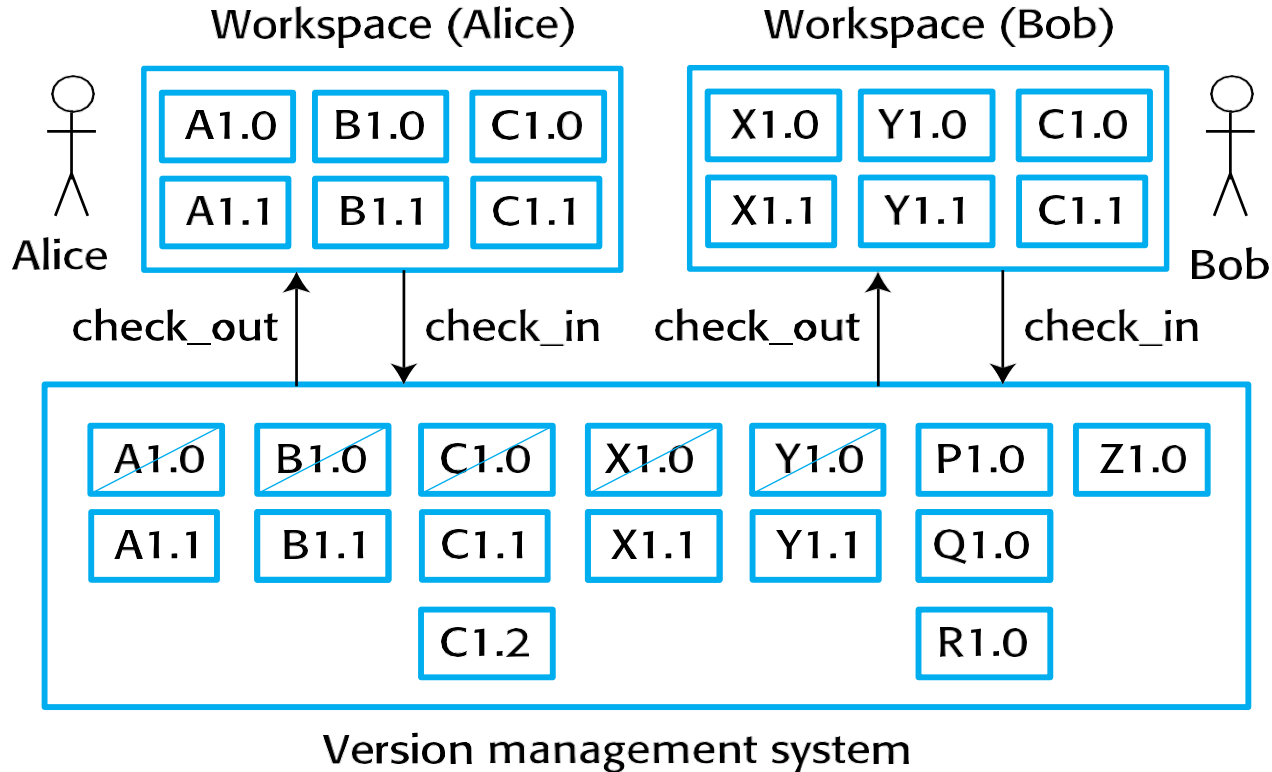 Workspace (Alice) Workspace (Bob)
A1.0 B1.0 C1.0 X1.0 Y1.0 C1.0
A1.1 B1.1 C1.1 X1.1 Y1.1 C1.1
Alice Bob
check_out check_in check_out check_in
A1.0 B1.0 C1.0 X1.0 Y1.0 P1.0 Z1.0
A1.1 B1.1 C1.1 X1.1 Y1.1 Q1.0
C1.2 R1.0
Version management system